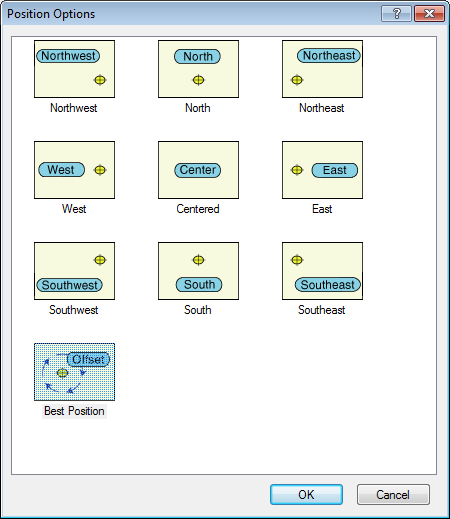 Position Options
?
Northwest
North
Northeast
Northwest
North
Northeast
West
Center
East
West
Centered
East
Southwest
South
Southeast
Southwest
South
Southeast
Offset
Best Position
OK
Cancel